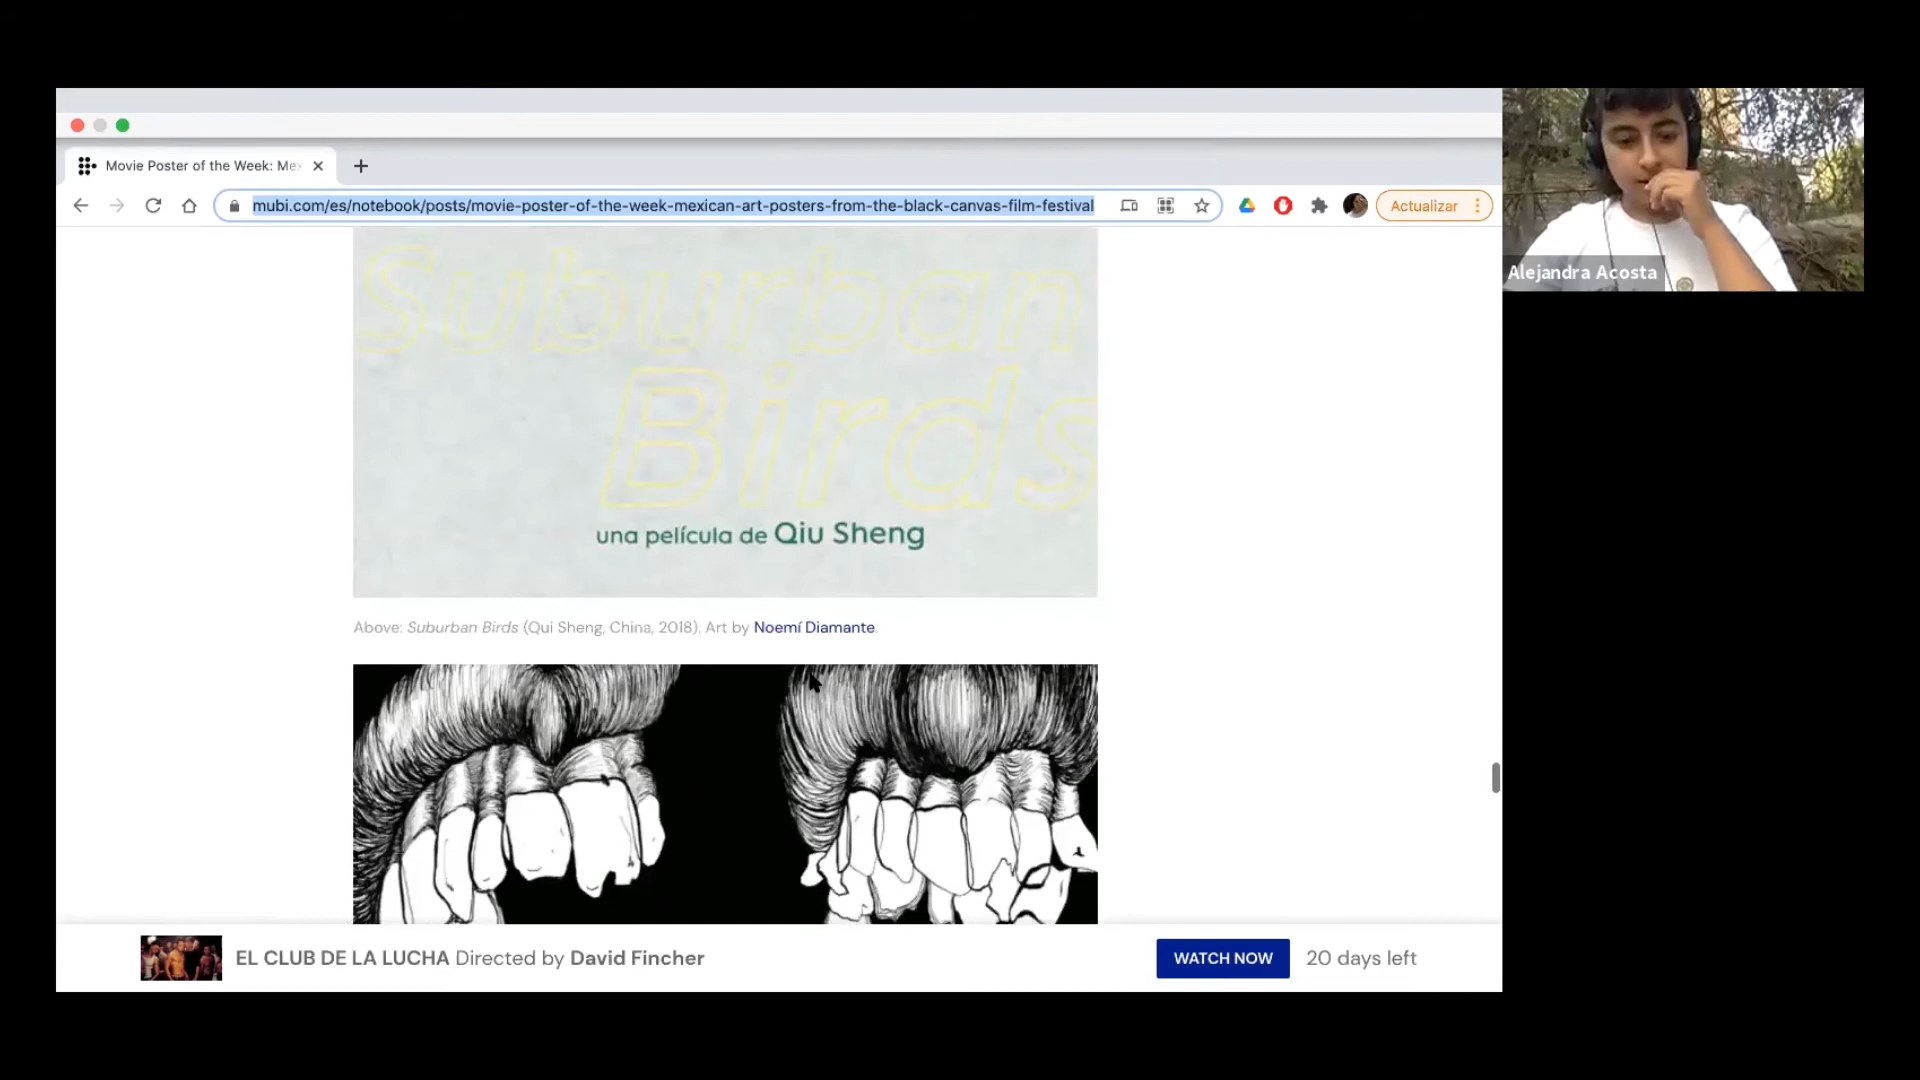 Movie Poster of the Week: Mex
mubi.com/es/notebook/posts/movie-poster-of-the-week-mexican-art-posters-from-the-black-canvas-film-festival
Actualizar
Alejandra Acosta
Suburban
Birds
una película de Qiu Sheng
Above: Suburban Birds (Qui Sheng, China, 2018). Art by Noemí Diamante.
EL CLUB DE LA LUCHA Directed by David Fincher
WATCH NOW
20 days left